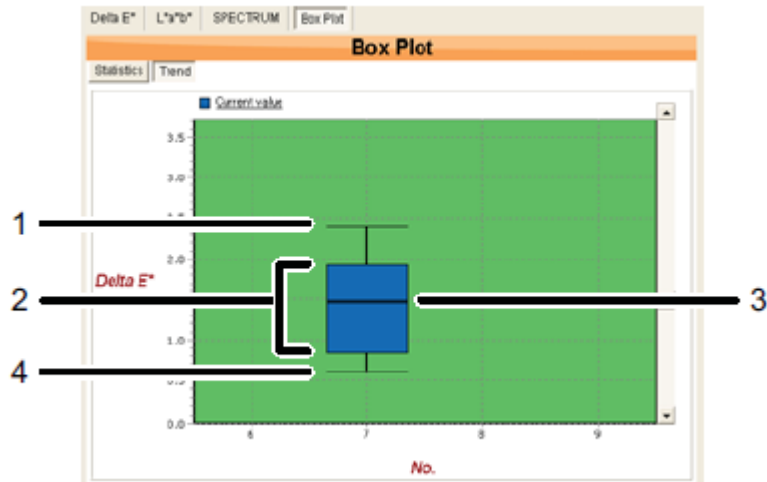 Delta E* L*a*b* SPECTRUM Box Plot
Box Plot
Statistics Trend
Current value
3.5
3.0
1
2.0
Delta E*
2
3
1.0
4
0.0
6 7 8 9
No.